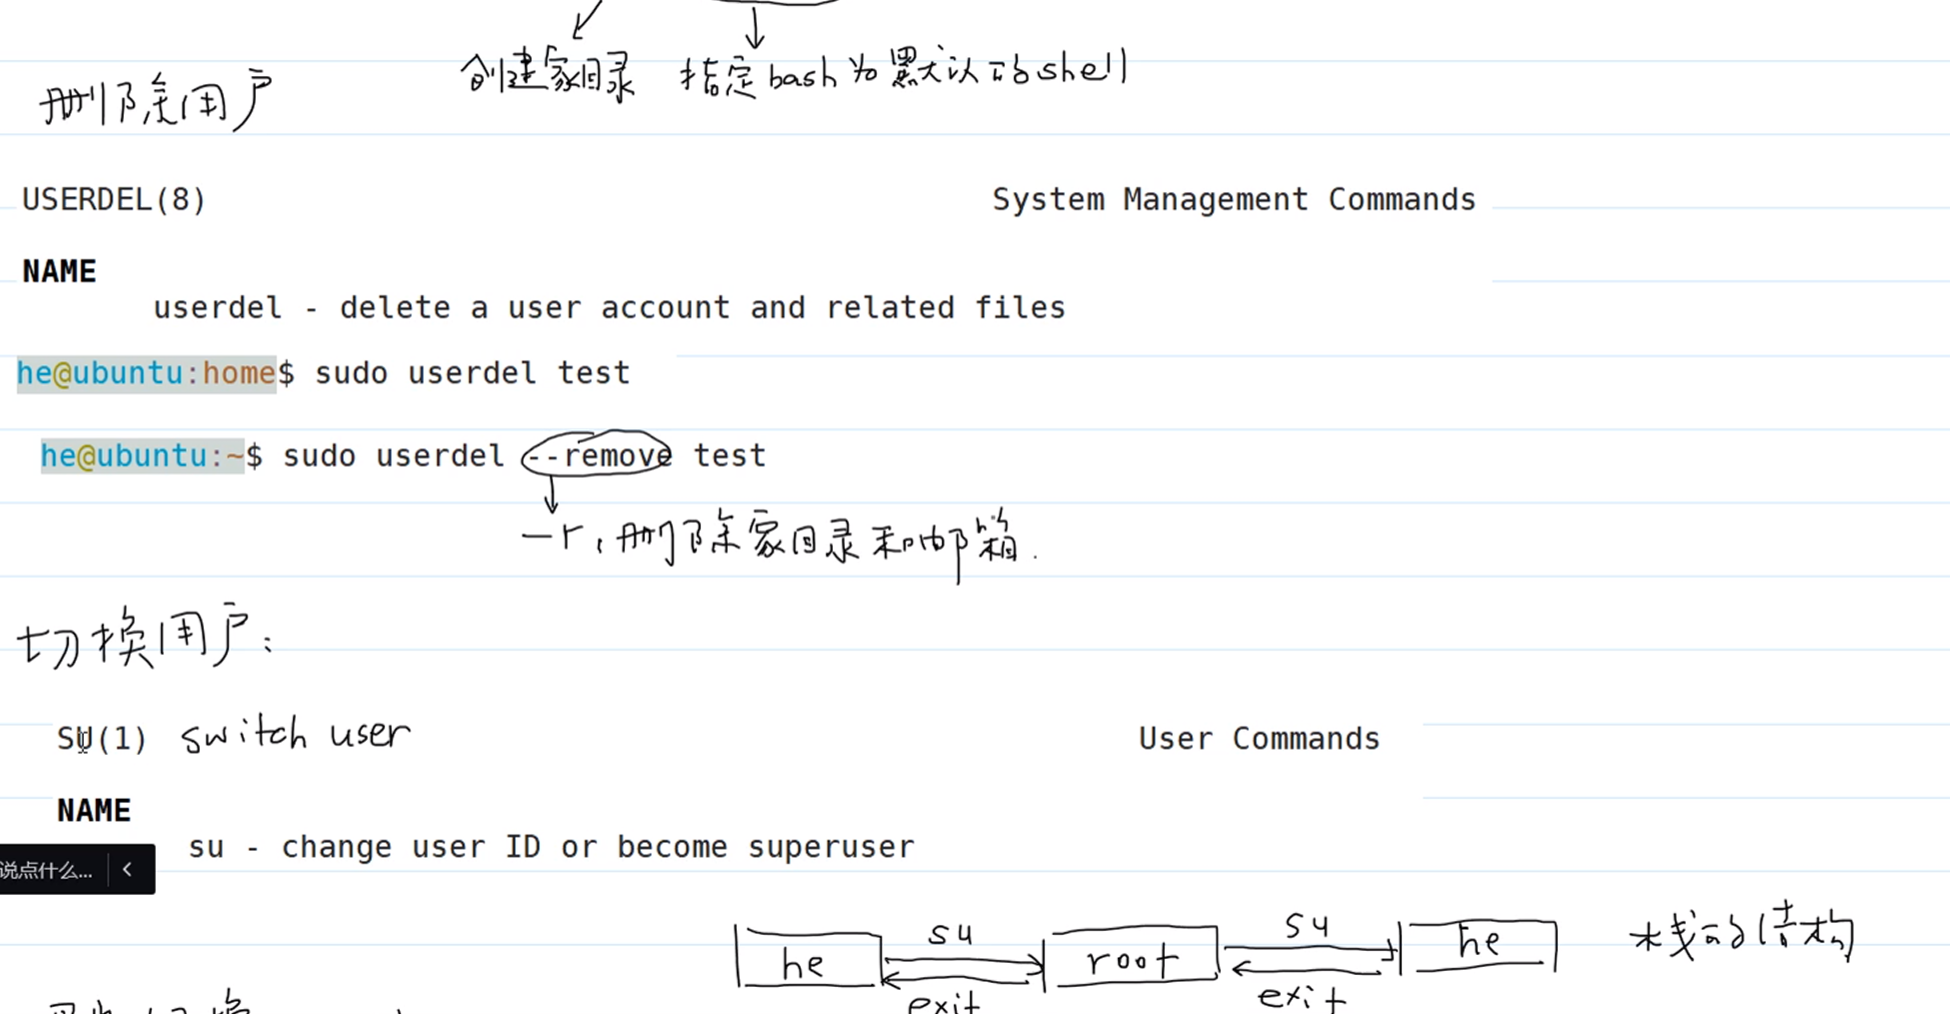 创建家目录 指定bash为默认的shell
删除用户
USERDEL(8) System Management Commands
NAME
userdel - delete a user account and related files
he@ubuntu:home$ sudo userdel test
he@ubuntu:~$ sudo userdel --remove test
一r,删除家目录和邮箱.
切换用户:
SU(1) switch user User Commands
NAME
su - change user ID or become superuser
说点什么...
su su
he root he 栈的结构
exit exit